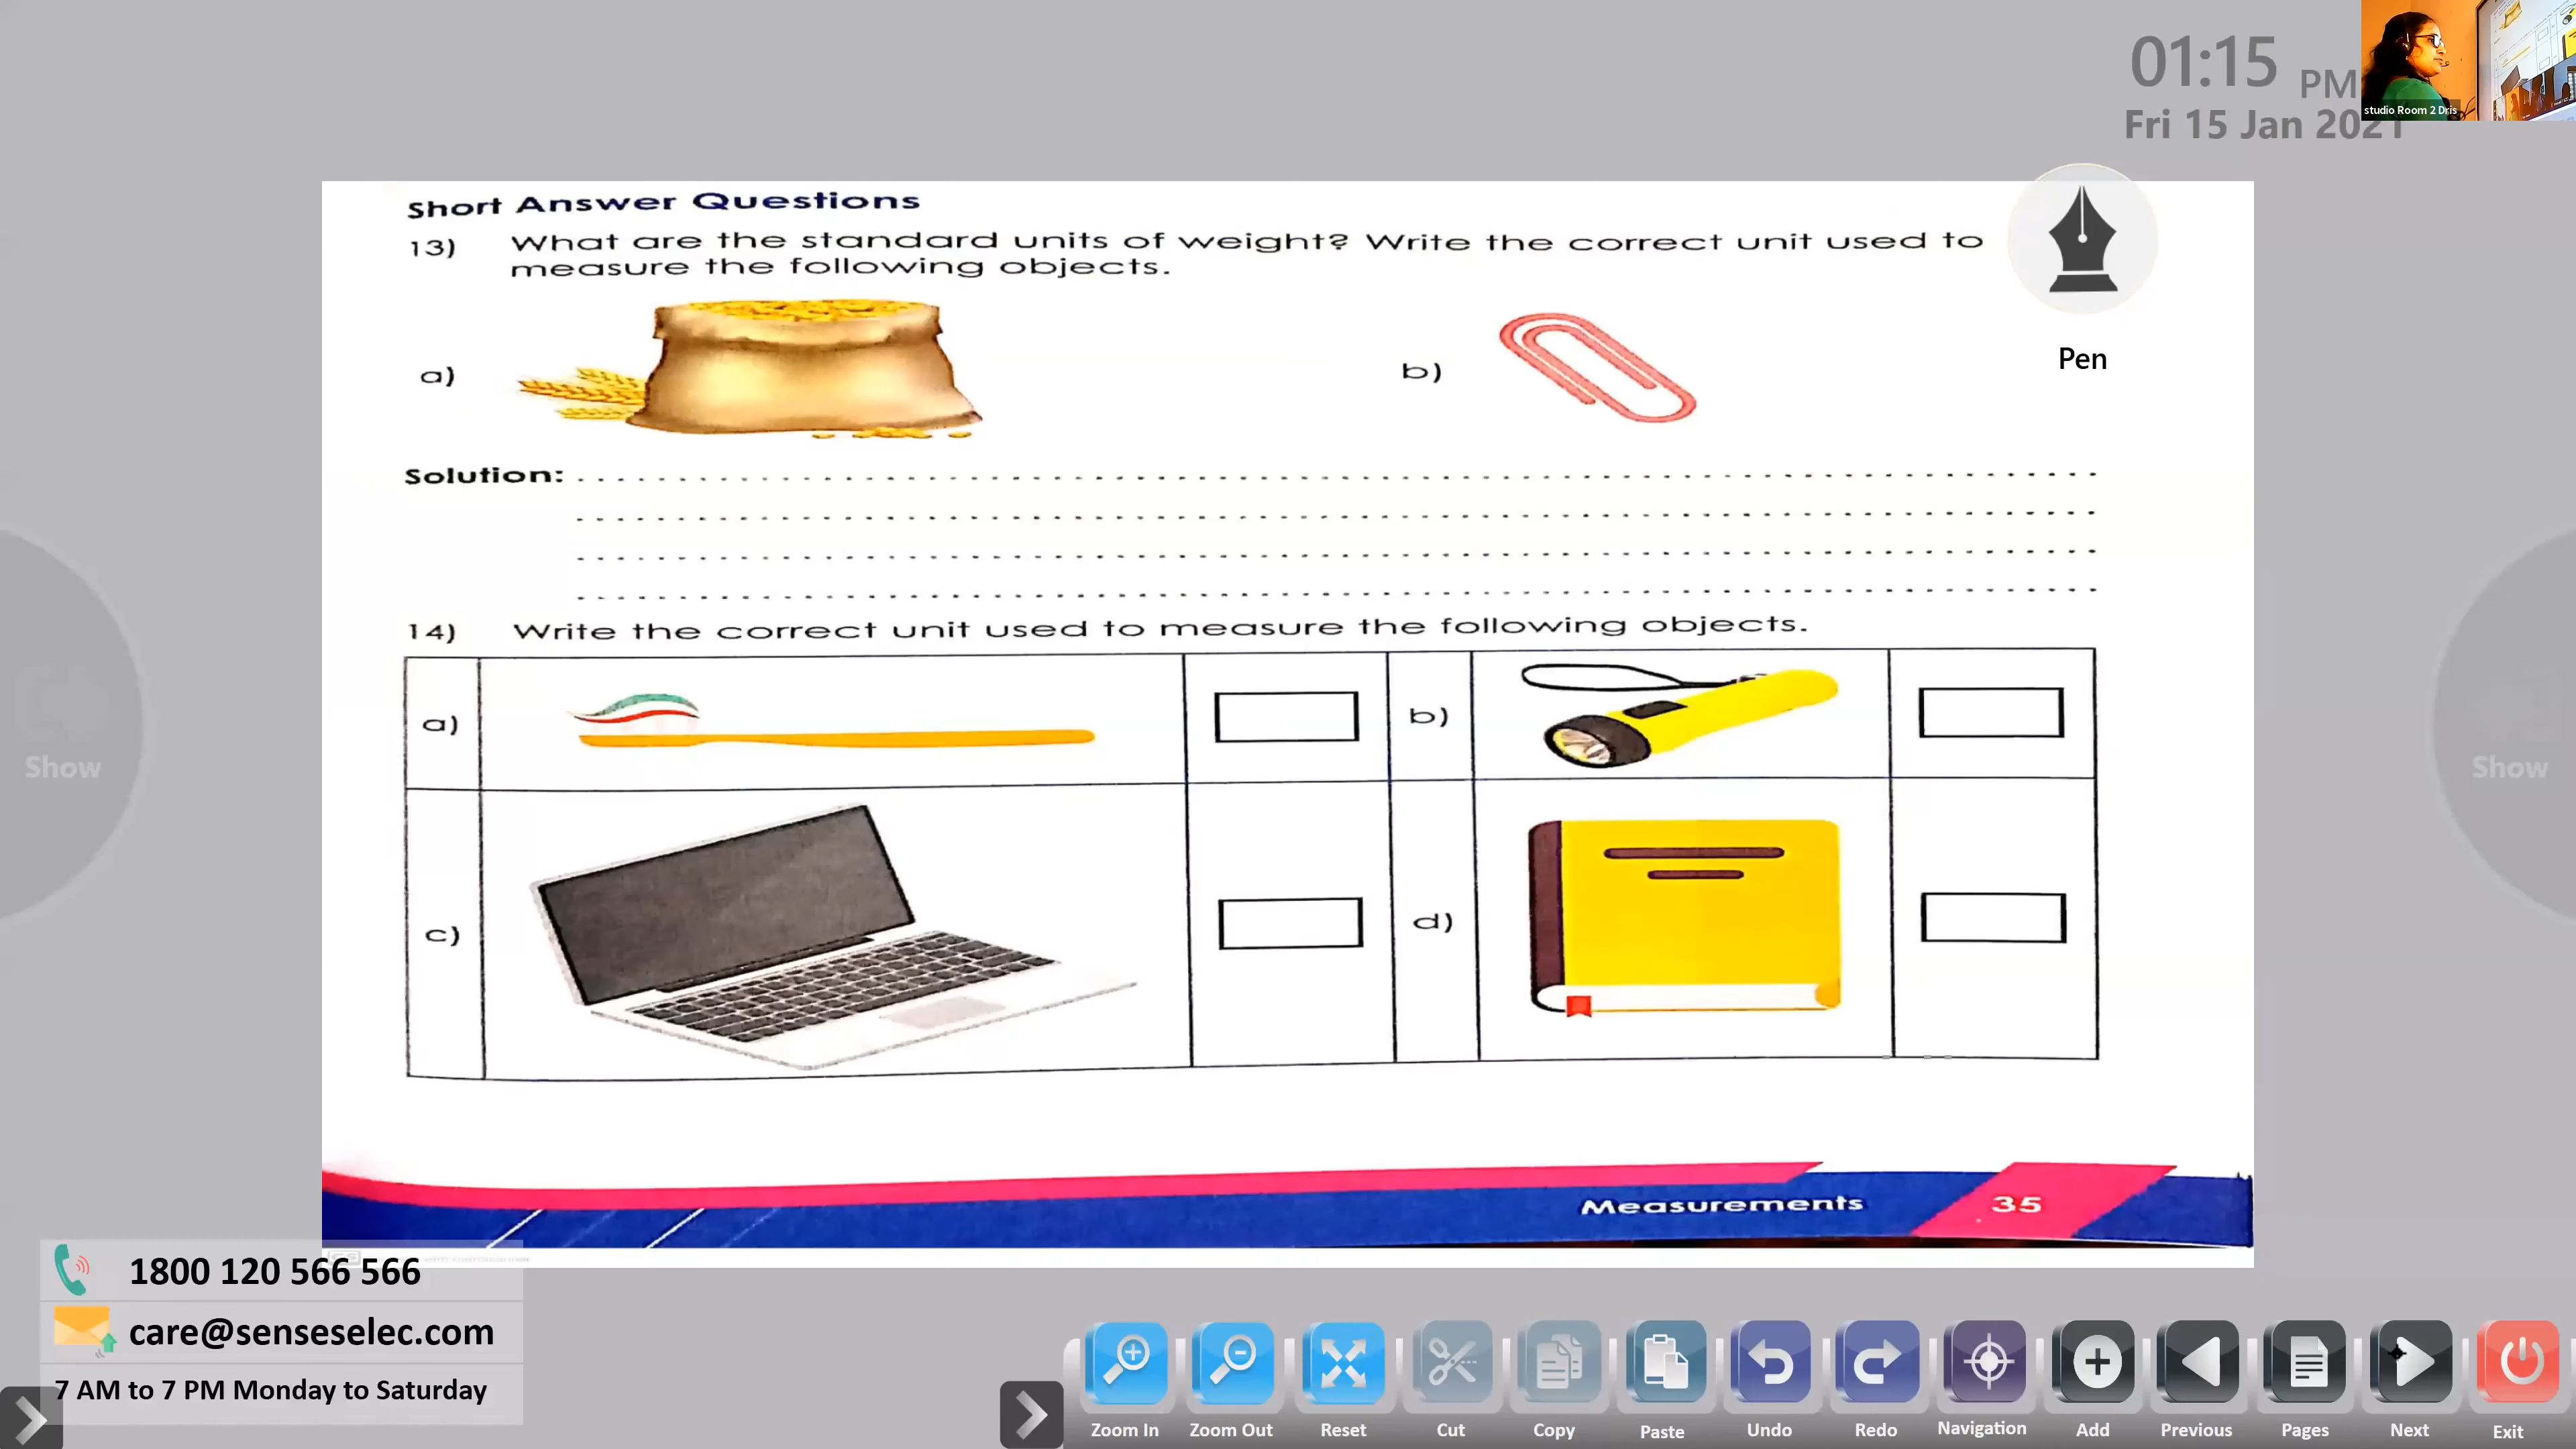 01:15 PM
Fri 15 Jan 2021
studio Room 2 Dris
Short Answer Questions
13) What are the standard units of weight? Write the correct unit used to
measure the following objects.
Pen
a)
b)
Solution:
14) Write the correct unit used to measure the following objects.
a)
b)
Show
Show
c)
d)
Measurements 35
1800 120 566 566
care@senseselec.com
7 AM to 7 PM Monday to Saturday
Zoom In
Zoom Out
Reset
Cut
Copy
Paste
Undo
Redo
Navigation
Add
Previous
Pages
Next
Exit